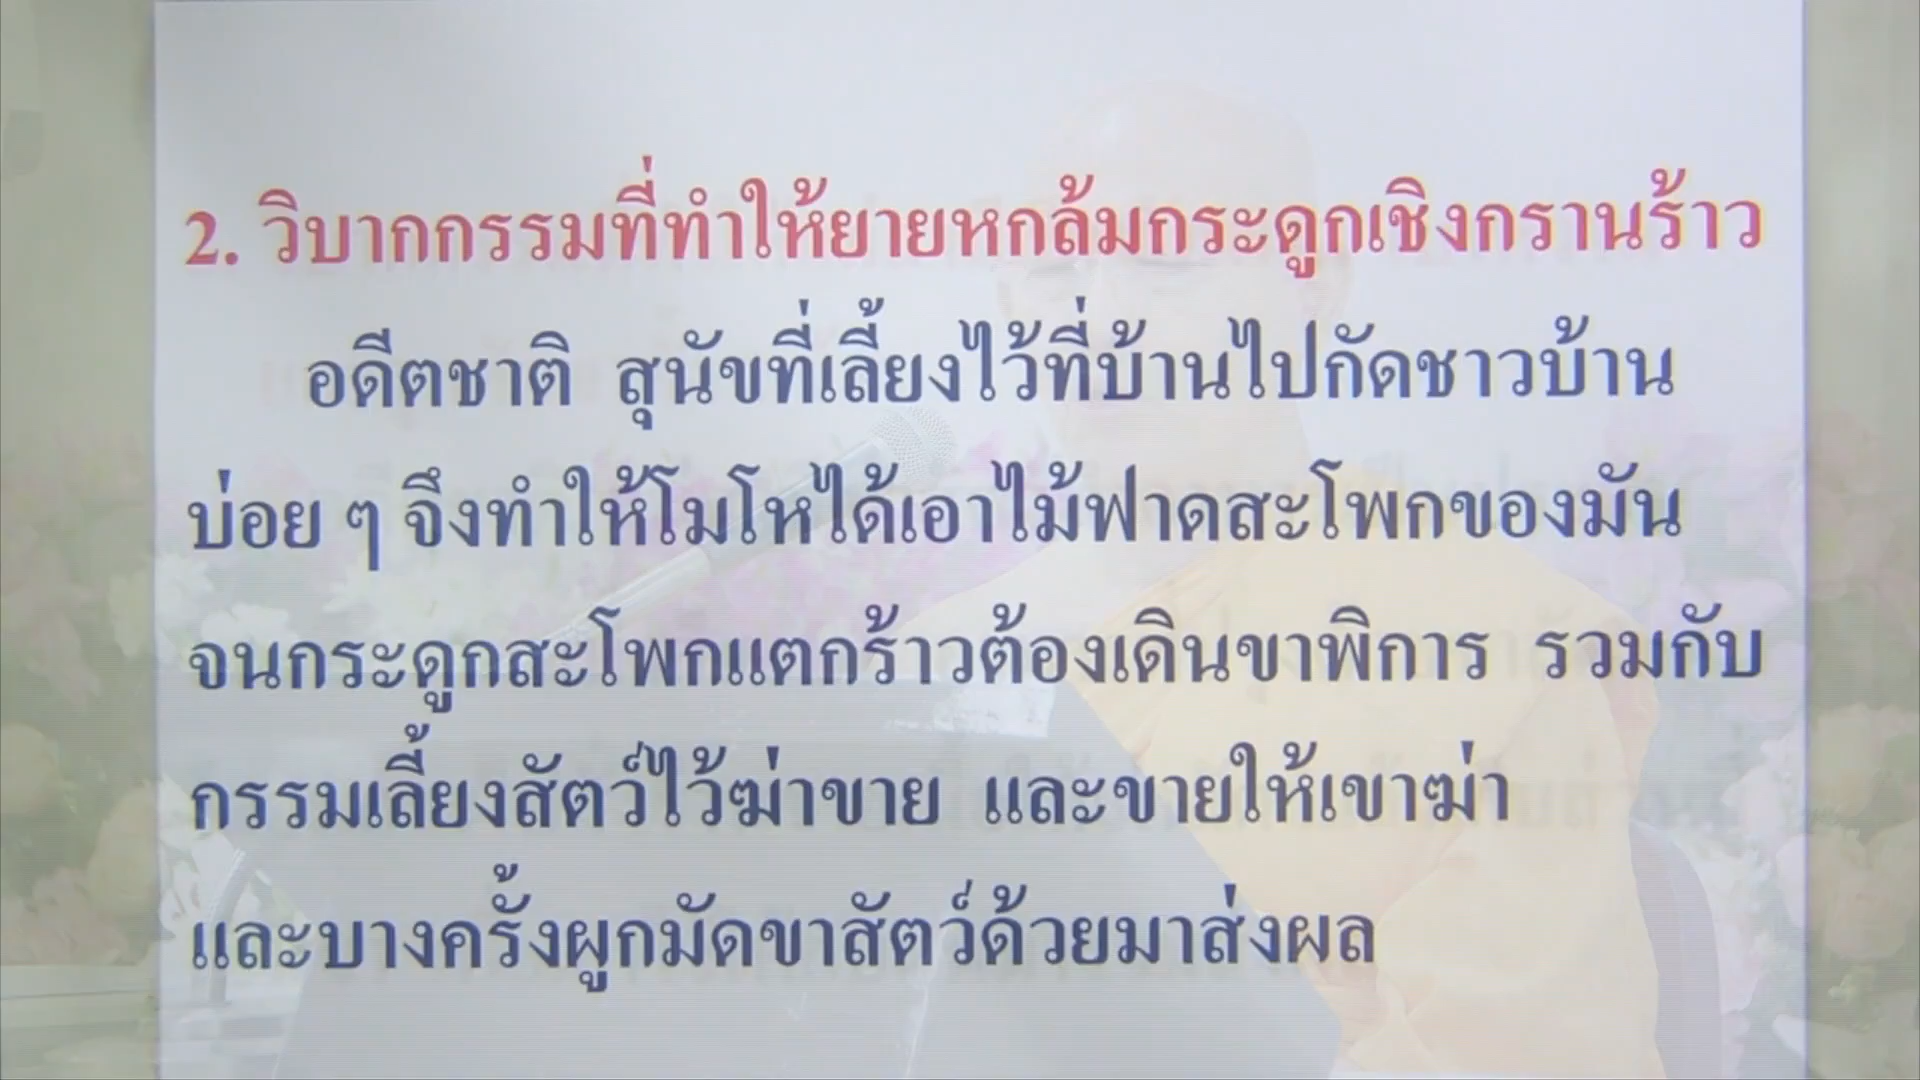 2. วิบากกรรมที่ทำให้ยายหกล้มกระดูกเชิงกรานร้าว
อดีตชาติ สุนัขที่เลี้ยงไว้ที่บ้านไปกัดชาวบ้าน
บ่อย ๆ จึงทำให้โมโหได้เอาไม้ฟาดสะโพกของมัน
จนกระดูกสะโพกแตกร้าวต้องเดินขาพิการ รวมกับ
กรรมเลี้ยงสัตว์ไว้ฆ่าขาย และขายให้เขาฆ่า
และบางครั้งผูกมัดขาสัตว์ด้วยมาส่งผล